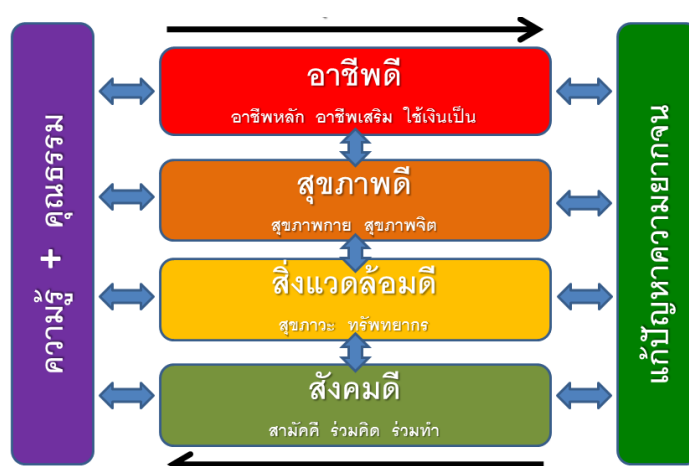 ความรู้ + คุณธรรม
อาชีพดี
อาชีพหลัก อาชีพเสริม ใช้เงินเป็น
สุขภาพดี
สุขภาพกาย สุขภาพจิต
สิ่งแวดล้อมดี
สุขภาวะ ทรัพทยากร
สังคมดี
สามัคคี ร่วมคิด ร่วมทำ
แก้ปัญหาความยากจน